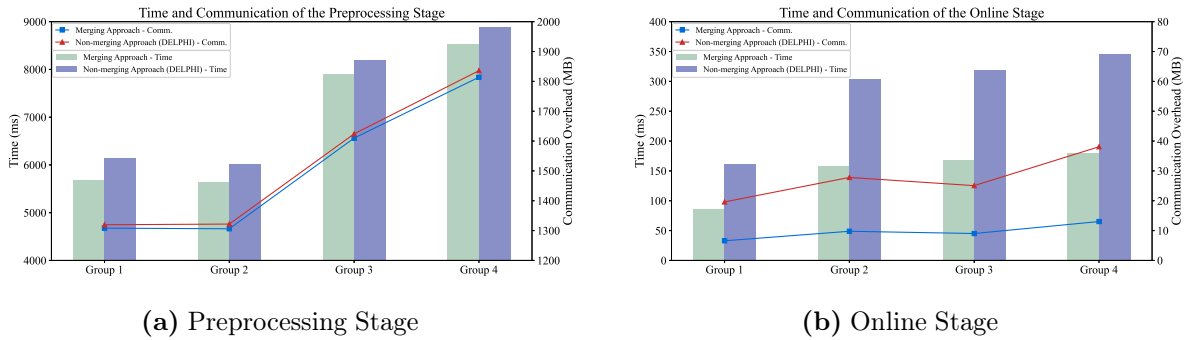 Time and Communication of the Preprocessing Stage
9000
8000
7000
6000
5000
4000
Time (ms)
Merging Approach - Comm.
Non-merging Approach (DELPHI) - Comm.
Merging Approach - Time
Non-merging Approach (DELPHI) - Time
2000
1900
1800
1700
1600
1500
1400
1300
1200
Communication Overhead (MB)
Group 1
Group 2
Group 3
Group 4
(a) Preprocessing Stage
Time and Communication of the Online Stage
400
350
300
250
200
150
100
50
0
Time (ms)
Merging Approach - Comm.
Non-merging Approach (DELPHI) - Comm.
Merging Approach - Time
Non-merging Approach (DELPHI) - Time
80
70
60
50
40
30
20
10
0
Communication Overhead (MB)
Group 1
Group 2
Group 3
Group 4
(b) Online Stage